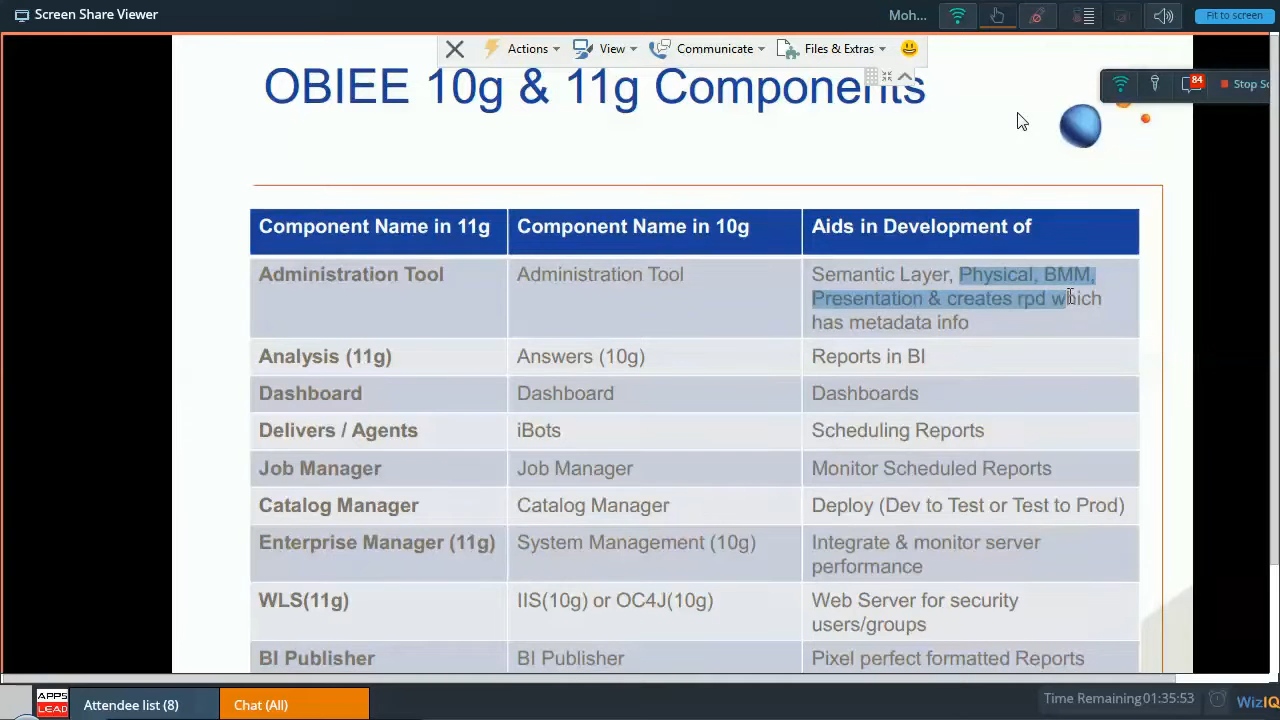 Screen Share Viewer
Moh...
Fit to screen
Actions
View
Communicate
Files & Extras
OBIEE 10g & 11g Components
84
Stop Sc
Component Name in 11g Component Name in 10g Aids in Development of
Administration Tool Administration Tool Semantic Layer, Physical, BMM,
Presentation & creates rpd which
has metadata info
Analysis (11g) Answers (10g) Reports in BI
Dashboard Dashboard Dashboards
Delivers / Agents iBots Scheduling Reports
Job Manager Job Manager Monitor Scheduled Reports
Catalog Manager Catalog Manager Deploy (Dev to Test or Test to Prod)
Enterprise Manager (11g) System Management (10g) Integrate & monitor server
performance
WLS(11g) IIS(10g) or OC4J(10g) Web Server for security
users/groups
BI Publisher BI Publisher Pixel perfect formatted Reports
APPS
LEAD
Attendee list (8)
Chat (All)
Time Remaining 01:35:53
WizIQ